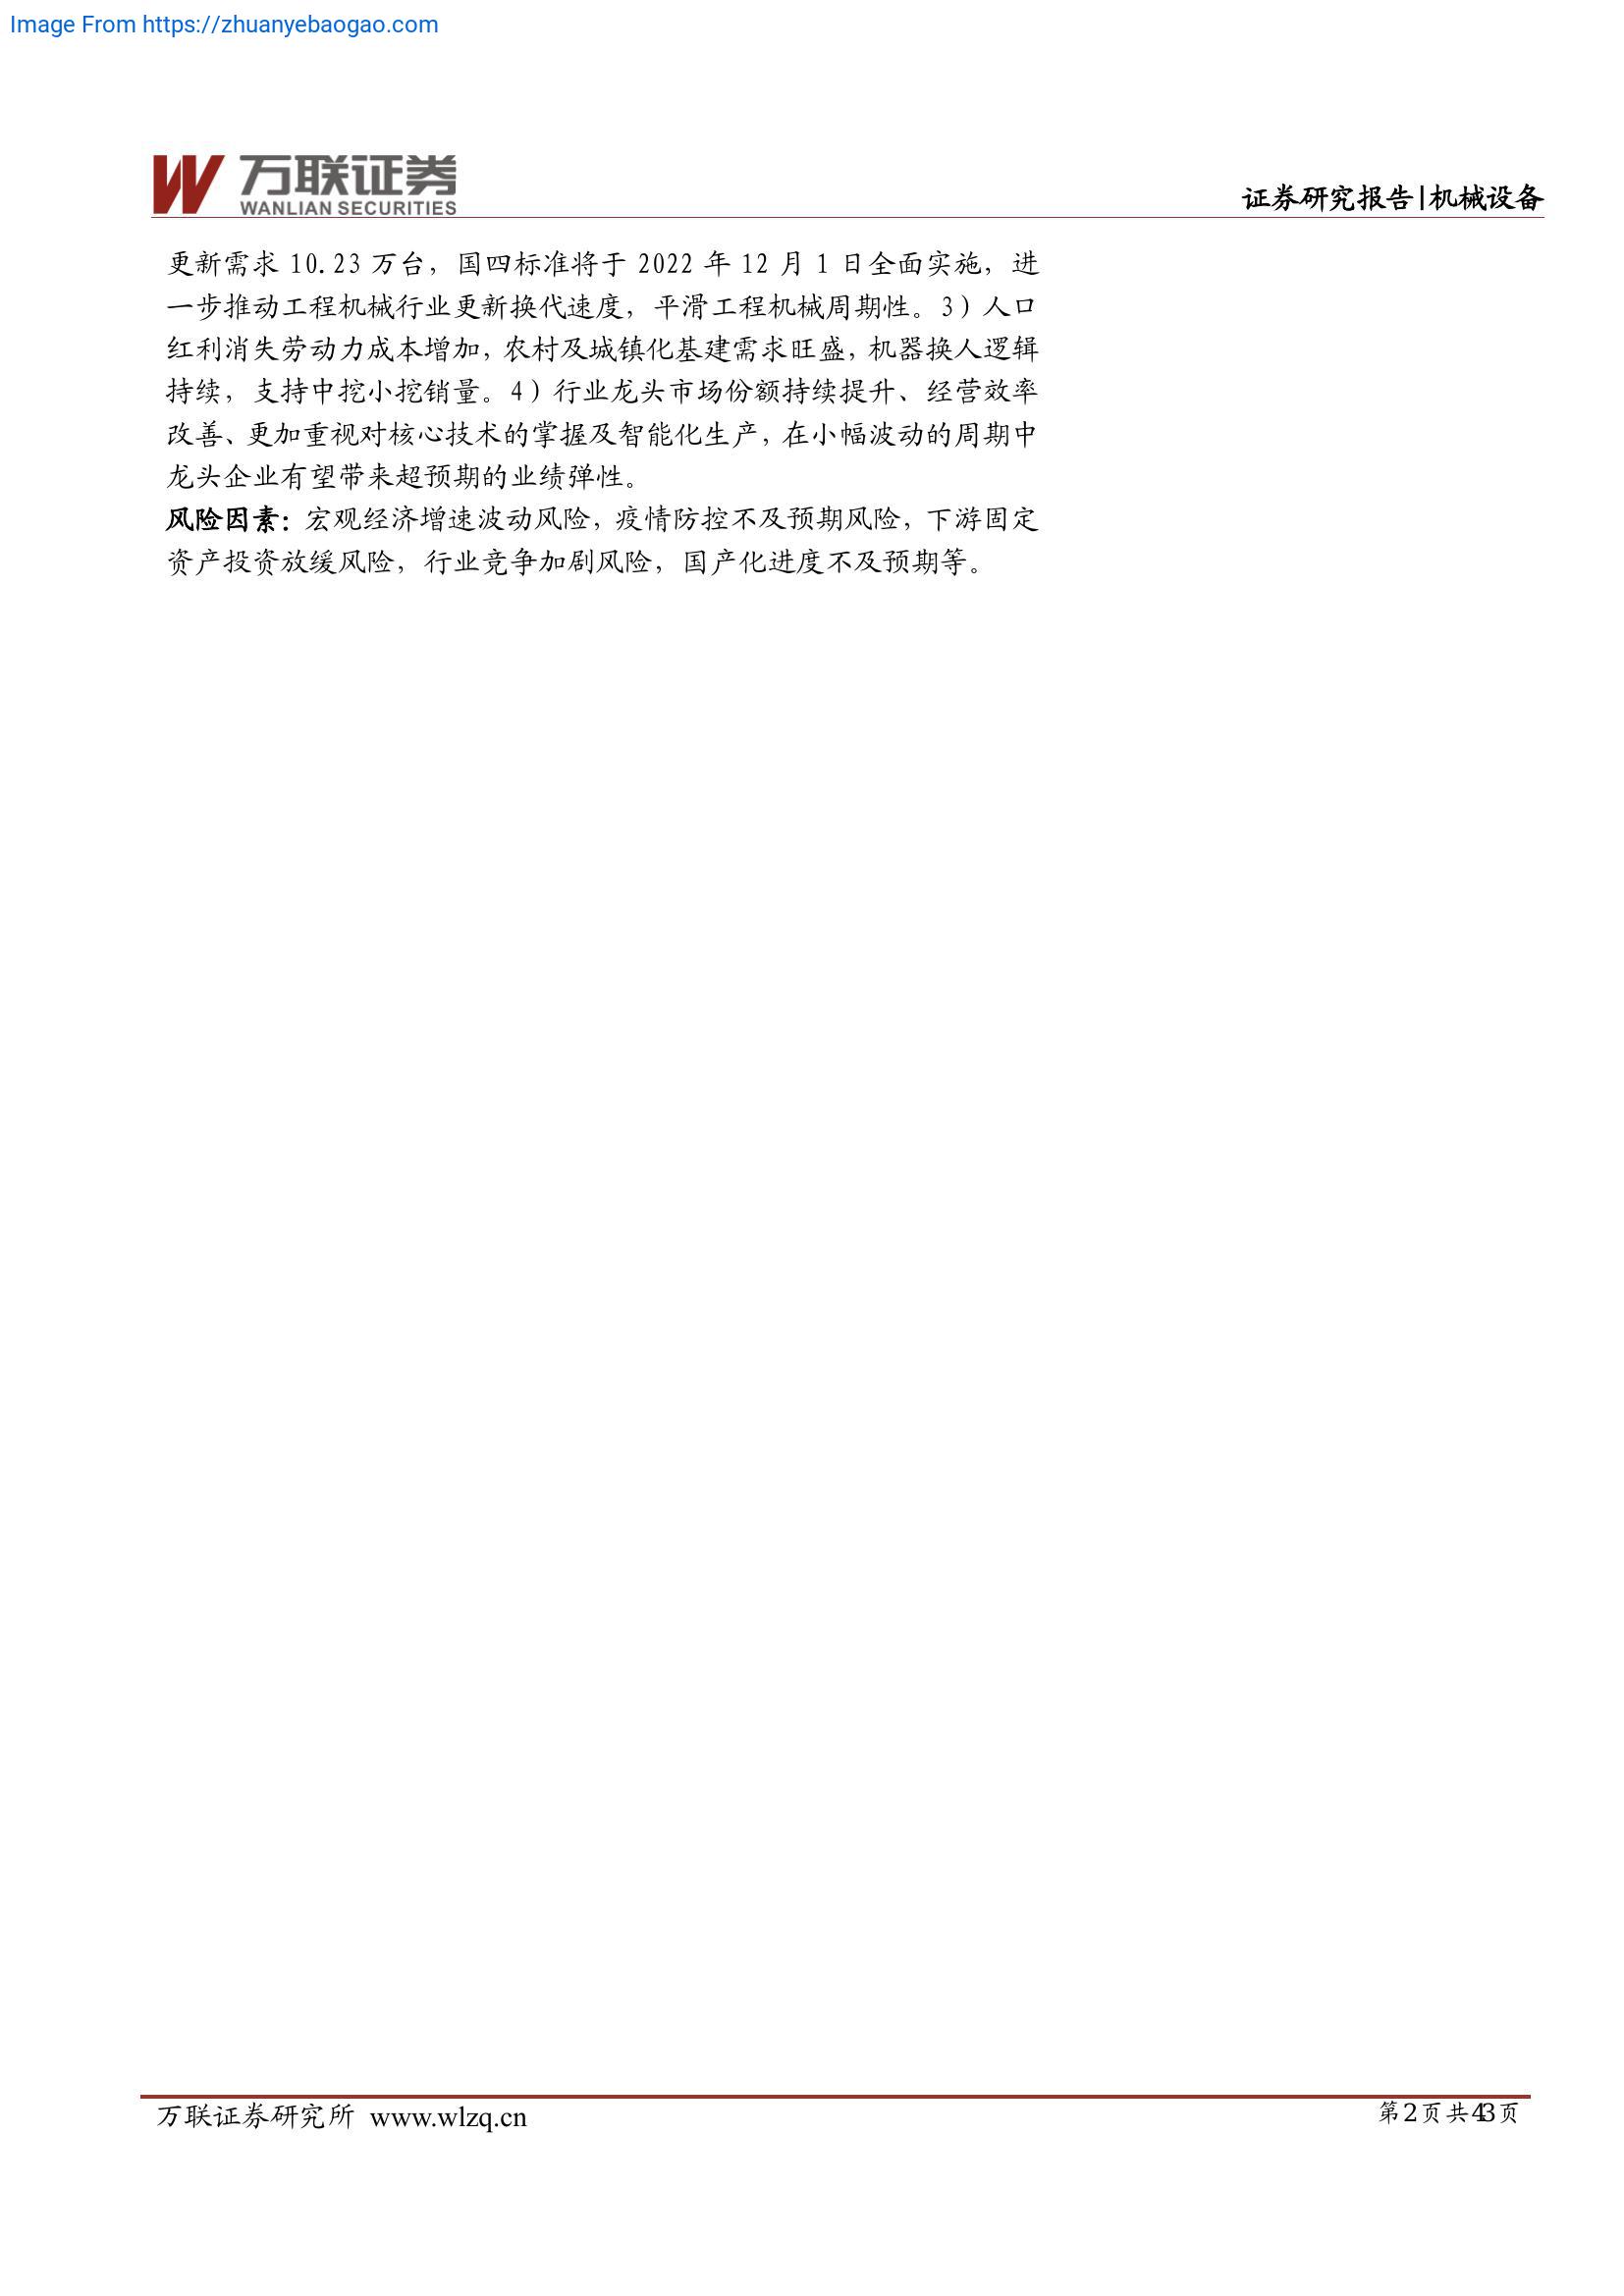 Image From https://zhuanyebaogao.com
万联证券
WANLIAN SECURITIES
证券研究报告|机械设备
更新需求 10.23 万台，国四标准将于 2022 年 12 月 1 日全面实施，进
一步推动工程机械行业更新换代速度，平滑工程机械周期性。3）人口
红利消失劳动力成本增加，农村及城镇化基建需求旺盛，机器换人逻辑
持续，支持中挖小挖销量。4）行业龙头市场份额持续提升、经营效率
改善、更加重视对核心技术的掌握及智能化生产，在小幅波动的周期中
龙头企业有望带来超预期的业绩弹性。
风险因素：宏观经济增速波动风险，疫情防控不及预期风险，下游固定
资产投资放缓风险，行业竞争加剧风险，国产化进度不及预期等。
万联证券研究所 www.wlzq.cn
第2页共43页